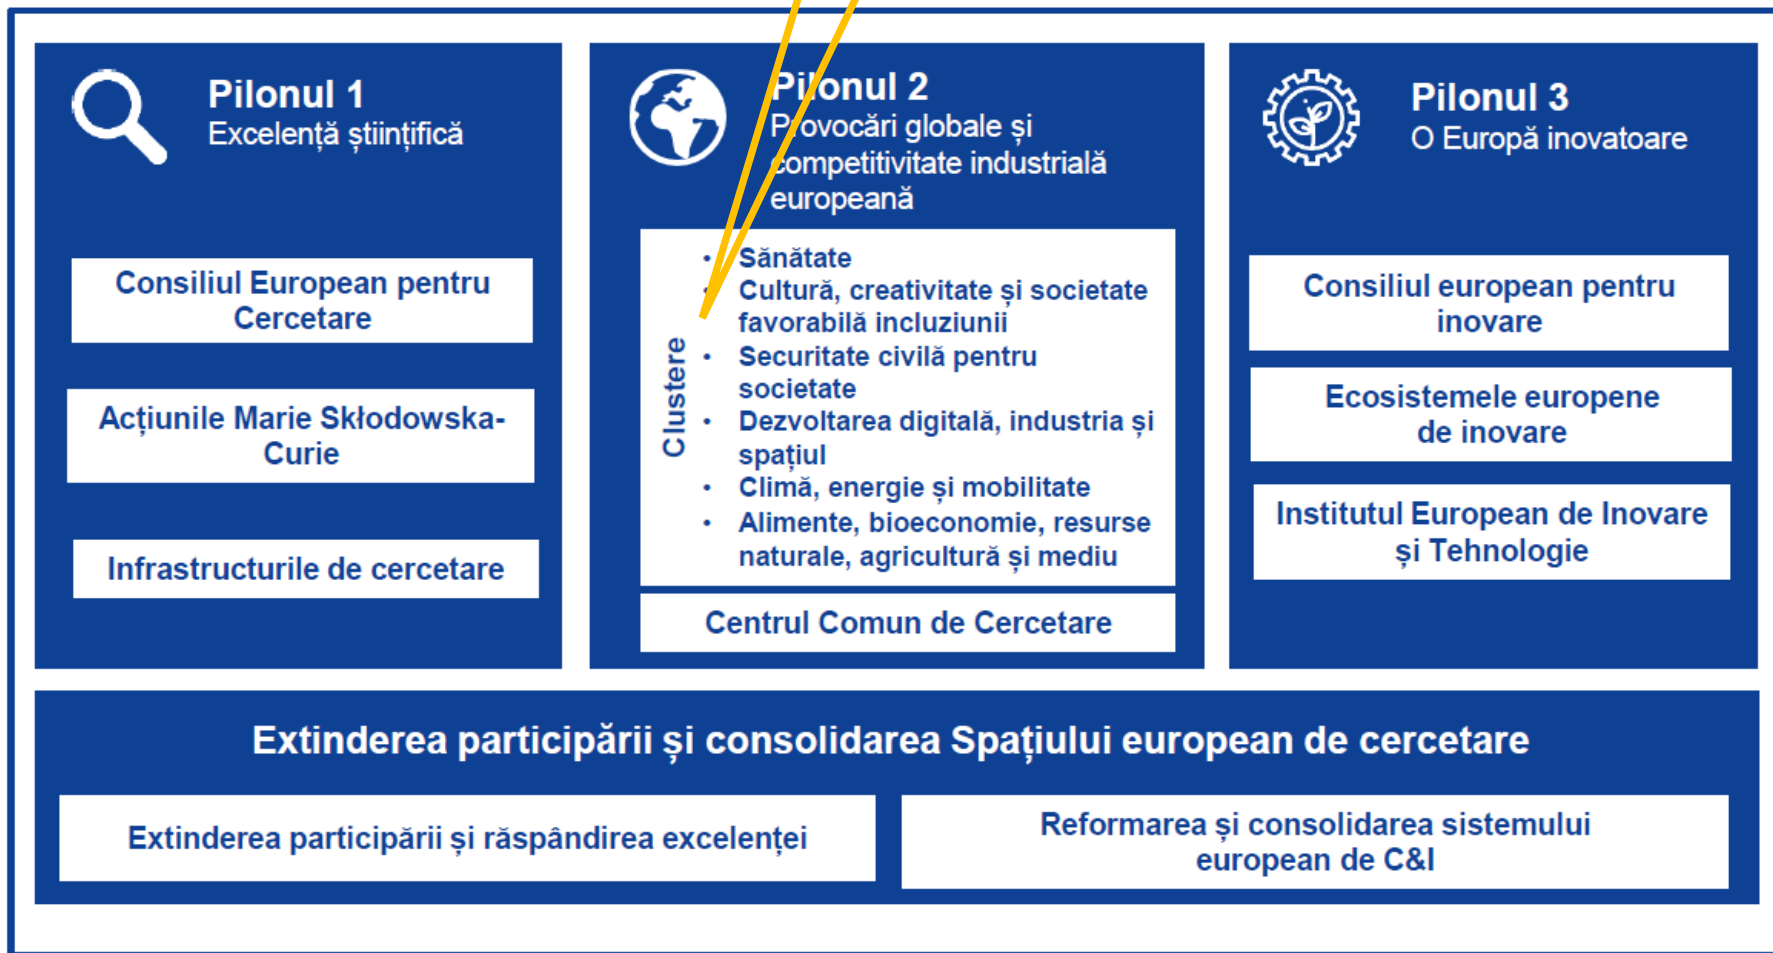 Pilonul 1
Excelență științifică
Consiliul European pentru
Cercetare
Acțiunile Marie Skłodowska-
Curie
Infrastructurile de cercetare
Pilonul 2
Provocări globale și
competitivitate industrială
europeană
Clustere
• Sănătate
• Cultură, creativitate și societate
favorabilă incluziunii
• Securitate civilă pentru
societate
• Dezvoltarea digitală, industria și
spațiul
• Climă, energie și mobilitate
• Alimente, bioeconomie, resurse
naturale, agricultură și mediu
Centrul Comun de Cercetare
Pilonul 3
O Europă inovatoare
Consiliul european pentru
inovare
Ecosistemele europene
de inovare
Institutul European de Inovare
și Tehnologie
Extinderea participării și consolidarea Spațiului european de cercetare
Extinderea participării și răspândirea excelenței
Reformarea și consolidarea sistemului
european de C&I